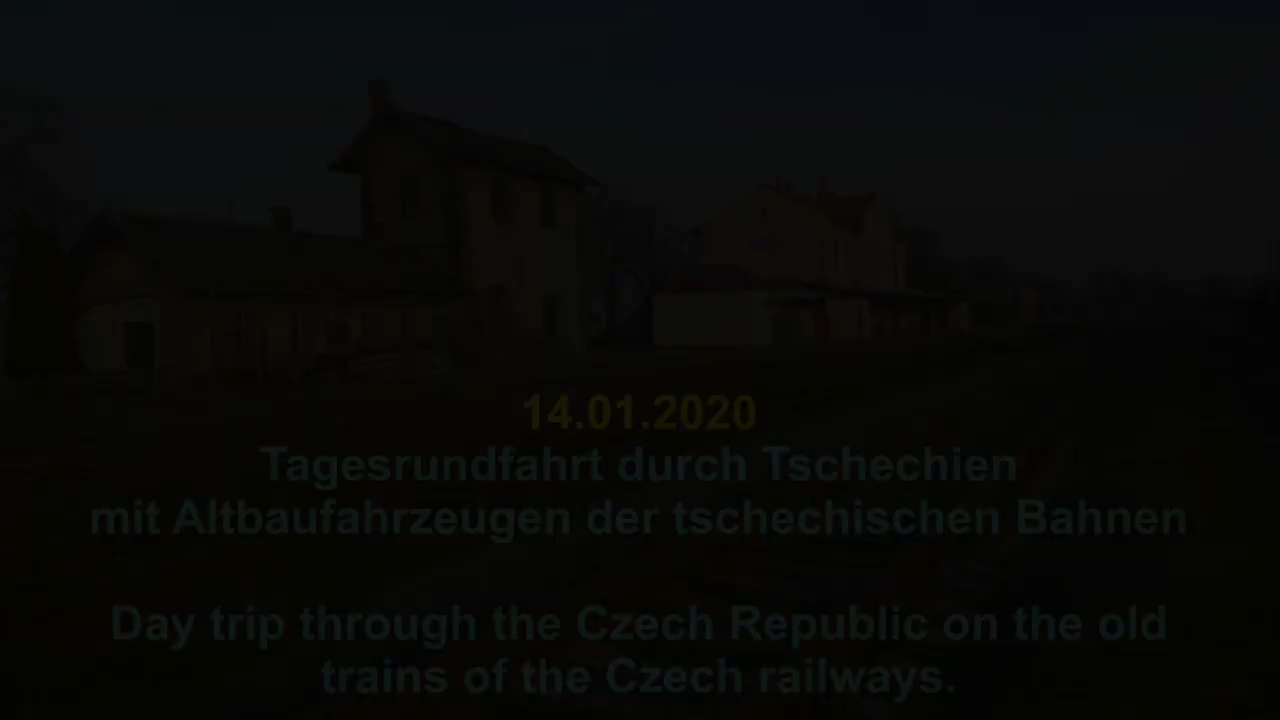 14.01.2020
Tagesrundfahrt durch Tschechien
mit Altbaufahrzeugen der tschechischen Bahnen
Day trip through the Czech Republic on the old
trains of the Czech railways.